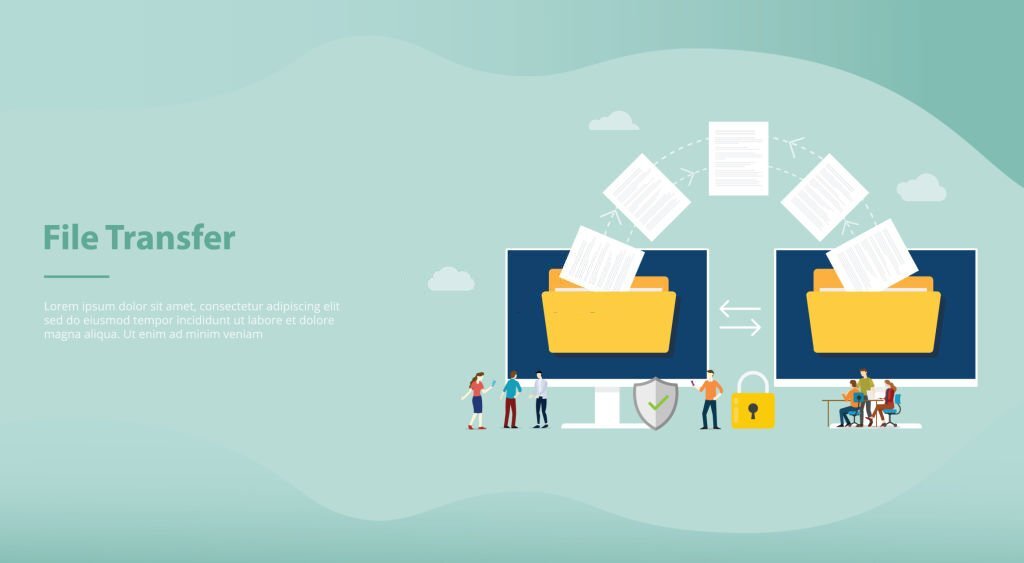 File Transfer
Lorem ipsum dolor sit amet, consectetur adipiscing elit
sed do eiusmod tempor incididunt ut labore et dolore
magna aliqua. Ut enim ad minim veniam